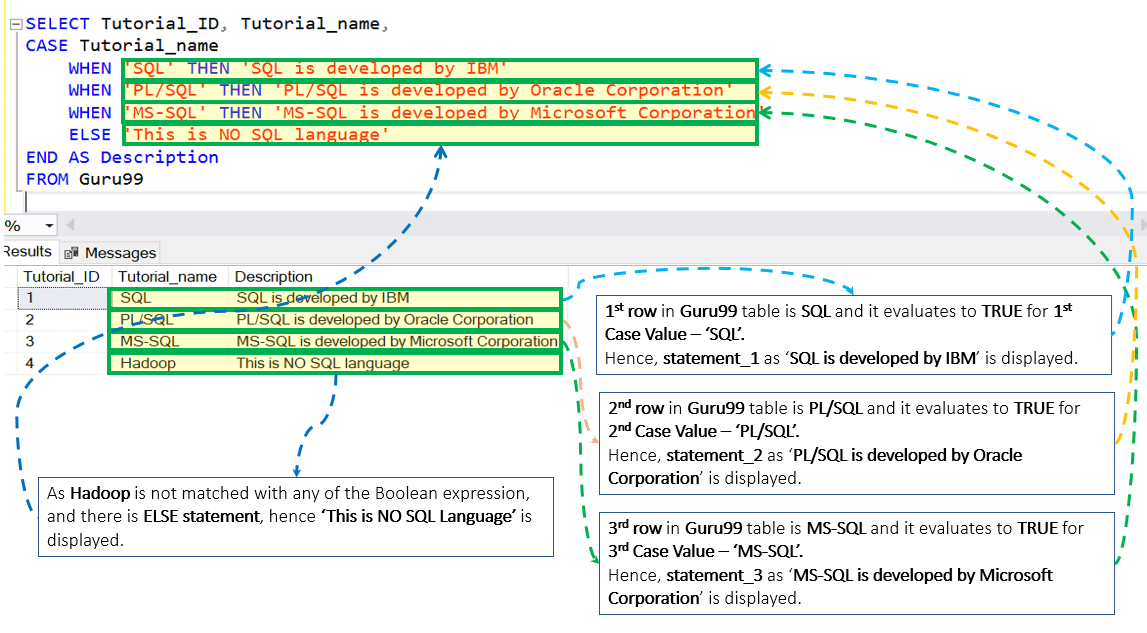 SELECT Tutorial_ID, Tutorial_name,
CASE Tutorial_name
WHEN 'SQL' THEN 'SQL is developed by IBM'
WHEN 'PL/SQL' THEN 'PL/SQL is developed by Oracle Corporation'
WHEN 'MS-SQL' THEN 'MS-SQL is developed by Microsoft Corporation'
ELSE 'This is NO SQL language'
END AS Description
FROM Guru99
%
Results Messages
Tutorial_ID Tutorial_name Description
1 SQL SQL is developed by IBM
2 PL/SQL PL/SQL is developed by Oracle Corporation
3 MS-SQL MS-SQL is developed by Microsoft Corporation
4 Hadoop This is NO SQL language
1st row in Guru99 table is SQL and it evaluates to TRUE for 1st
Case Value – 'SQL'.
Hence, statement_1 as 'SQL is developed by IBM' is displayed.
2nd row in Guru99 table is PL/SQL and it evaluates to TRUE for
2nd Case Value – 'PL/SQL'.
Hence, statement_2 as 'PL/SQL is developed by Oracle
Corporation' is displayed.
As Hadoop is not matched with any of the Boolean expression,
and there is ELSE statement, hence 'This is NO SQL Language' is
displayed.
3rd row in Guru99 table is MS-SQL and it evaluates to TRUE for
3rd Case Value – 'MS-SQL'.
Hence, statement_3 as 'MS-SQL is developed by Microsoft
Corporation' is displayed.